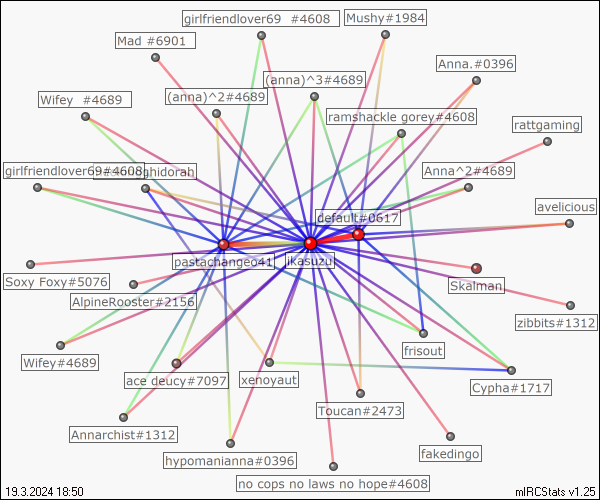 girlfriendlover69 #4608
Mushy#1984
Mad #6901
Anna.#0396
(anna)^3#4689
(anna)^2#4689
Wifey #4689
ramshackle gorey#4608
rattgaming
girlfriendlover69#4608
ghidorah
Anna^2#4689
avelicious
default#0617
pastachange041
ikasuzu
Soxy Foxy#5076
Skalman
AlpineRooster#2156
zibbits#1312
Wifey#4689
frisout
ace deucy#7097
xenoyaut
Cypha#1717
Toucan#2473
Annarchist#1312
fakedingo
hypomanianna#0396
no cops no laws no hope#4608
19.3.2024 18:50
mIRCStats v1.25